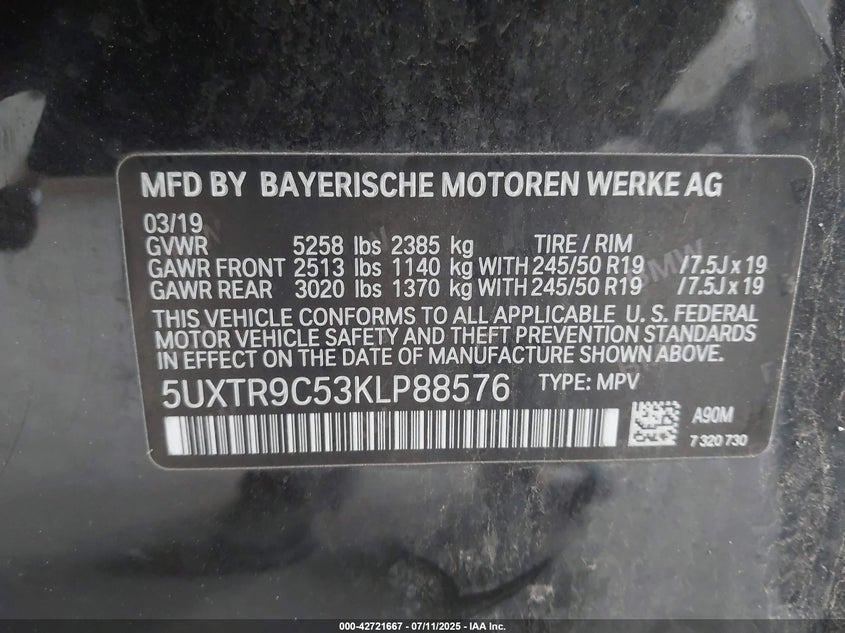 MFD BY BAYERISCHE MOTOREN WERKE AG
03/19
GVWR 5258 lbs 2385 kg TIRE / RIM
GAWR FRONT 2513 lbs 1140 kg WITH 245/50 R19 /7.5J x 19
GAWR REAR 3020 lbs 1370 kg WITH 245/50 R19 /7.5J x 19
THIS VEHICLE CONFORMS TO ALL APPLICABLE U. S. FEDERAL
MOTOR VEHICLE SAFETY AND THEFT PREVENTION STANDARDS
IN EFFECT ON THE DATE OF MANUFACTURE SHOWN ABOVE.
5UXTR9C53KLP88576 TYPE: MPV
A90M
7 320 730
BMW
000-42721667 / 07/11/2025 - IAA Inc.